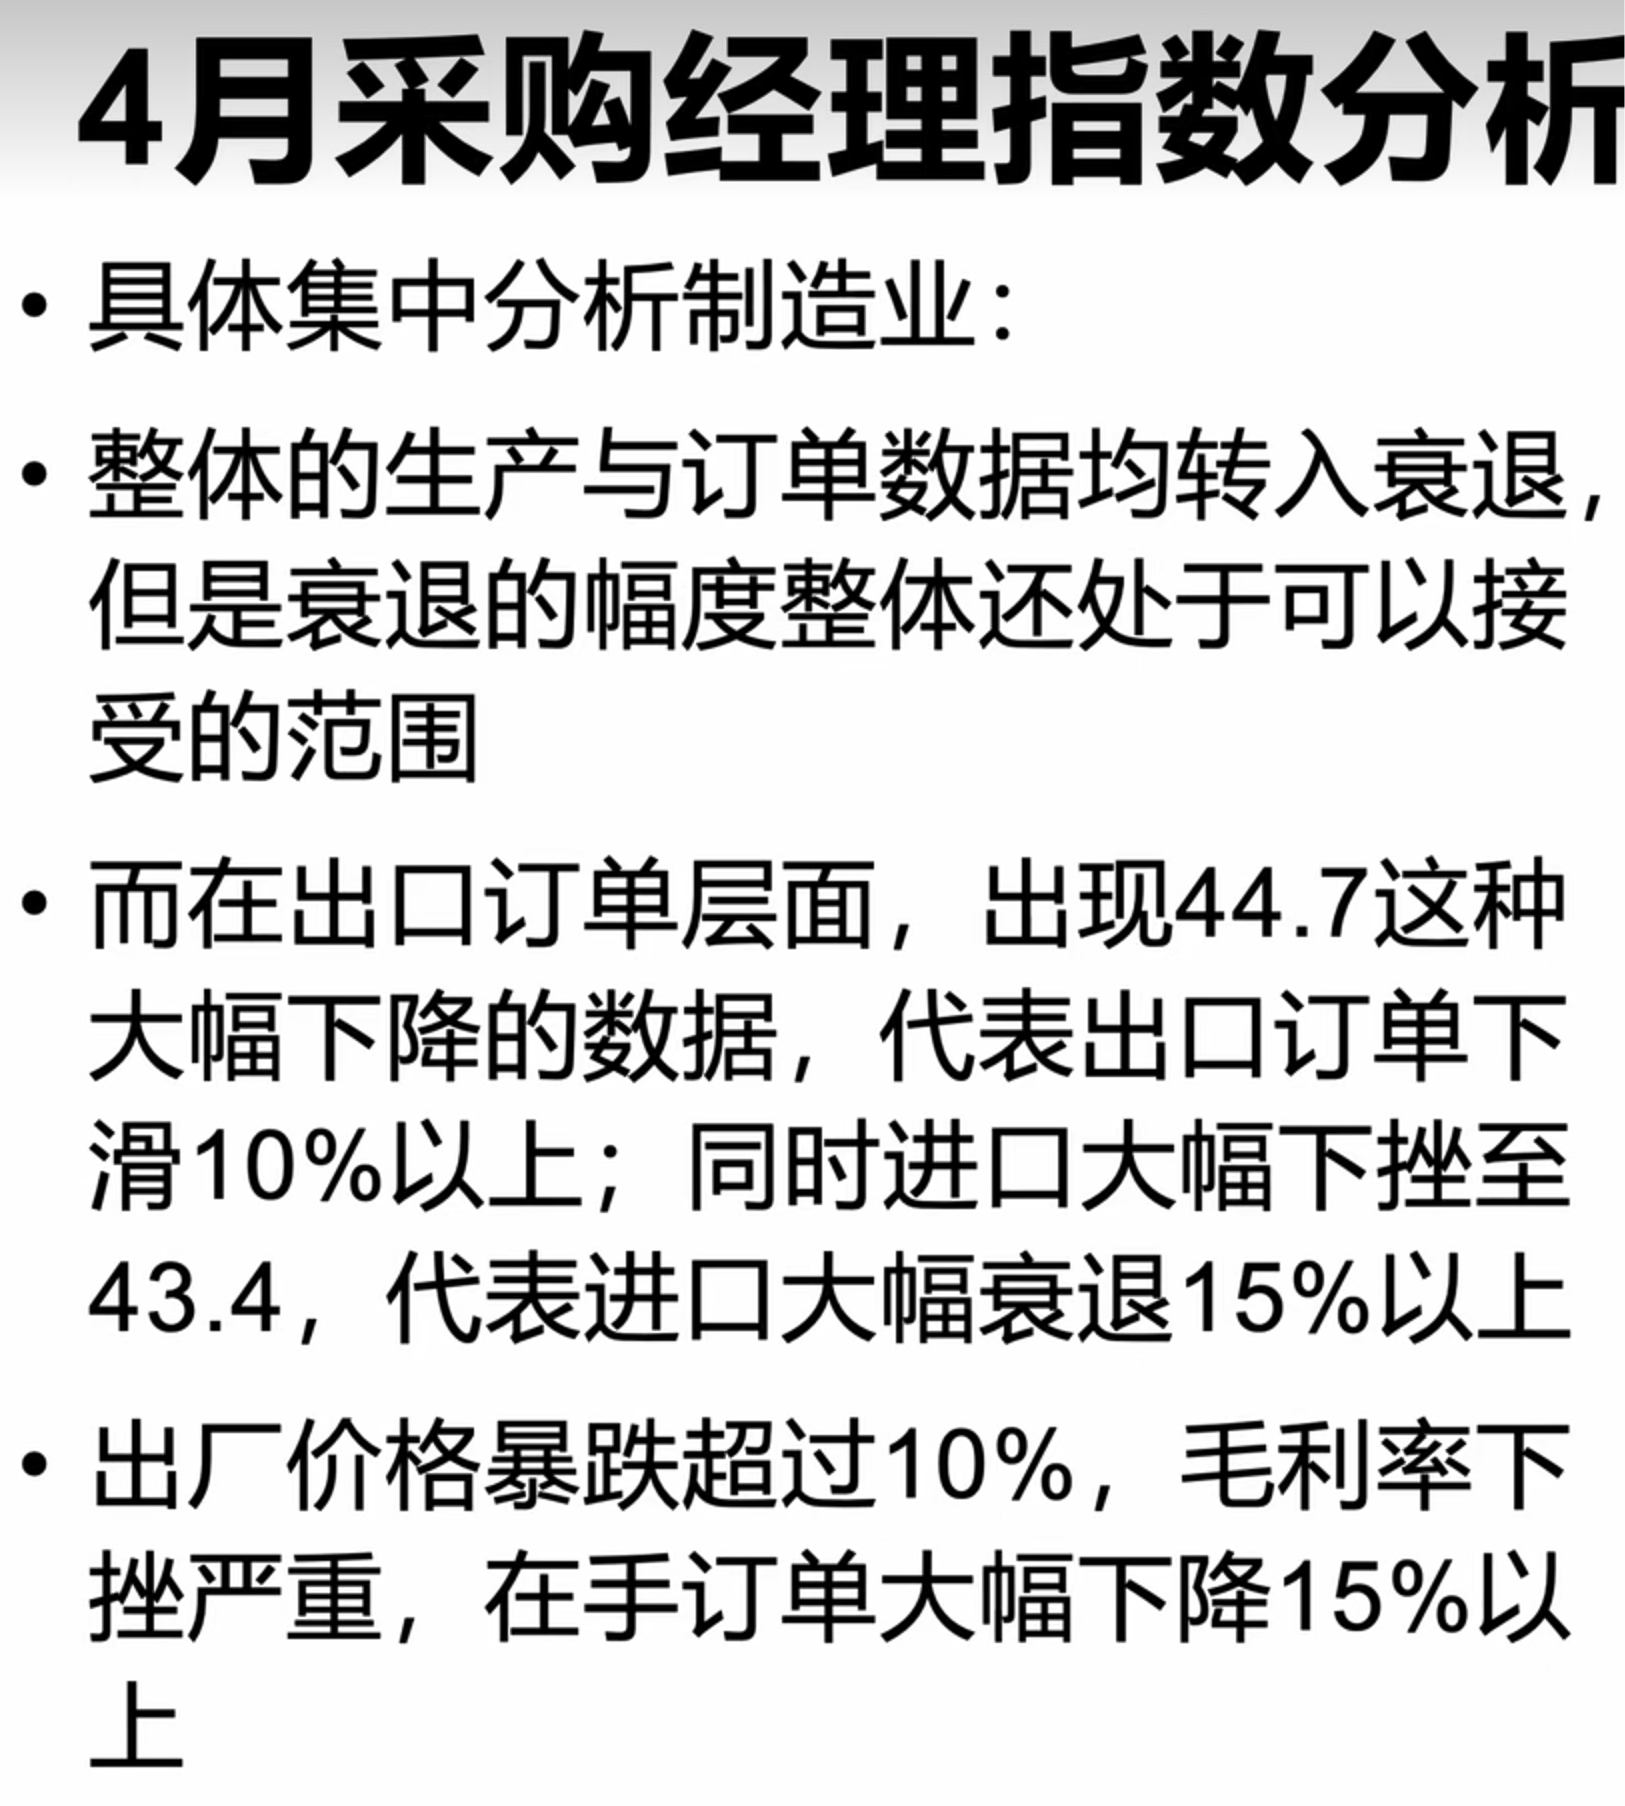 4月采购经理指数分析
• 具体集中分析制造业：
• 整体的生产与订单数据均转入衰退，
但是衰退的幅度整体还处于可以接
受的范围
• 而在出口订单层面，出现44.7这种
大幅下降的数据，代表出口订单下
滑10%以上；同时进口大幅下挫至
43.4，代表进口大幅衰退15%以上
• 出厂价格暴跌超过10%，毛利率下
挫严重，在手订单大幅下降15%以
上